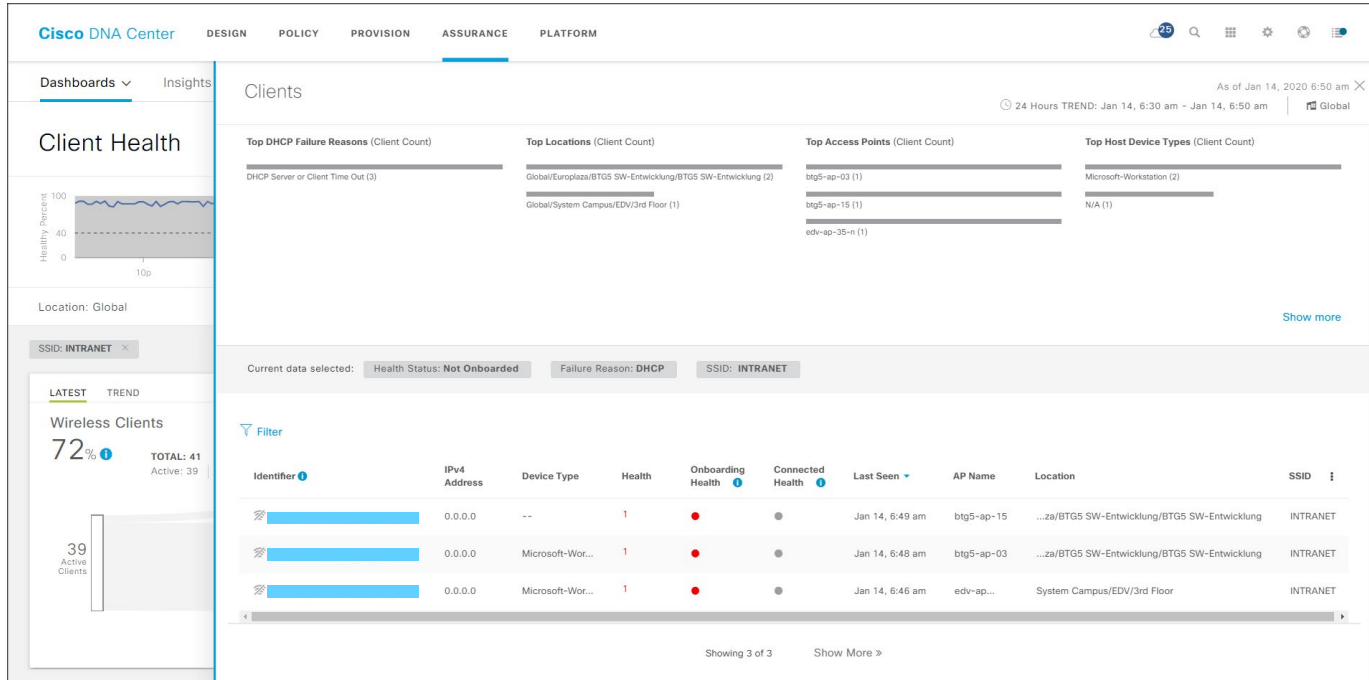 Cisco DNA Center DESIGN POLICY PROVISION ASSURANCE PLATFORM 25
Dashboards Insights
Client Health
Healthy Percent
100
40
0
10p
Location: Global
SSID: INTRANET ×
LATEST TREND
Wireless Clients
72%
TOTAL: 41
Active: 39
39
Active
Clients
Clients
As of Jan 14, 2020 6:50 am
24 Hours TREND: Jan 14, 6:30 am - Jan 14, 6:50 am Global
Top DHCP Failure Reasons (Client Count)
DHCP Server or Client Time Out (3)
Top Locations (Client Count)
Global/Europlaza/BTG5 SW-Entwicklung/BTG5 SW-Entwicklung (2)
Global/System Campus/EDV/3rd Floor (1)
Top Access Points (Client Count)
btg5-ap-03 (1)
btg5-ap-15 (1)
edv-ap-35-n (1)
Top Host Device Types (Client Count)
Microsoft-Workstation (2)
N/A (1)
Show more
Current data selected: Health Status: Not Onboarded Failure Reason: DHCP SSID: INTRANET
Filter
Identifier IPv4 Address Device Type Health Onboarding Health Connected Health Last Seen AP Name Location SSID
0.0.0.0 -- 1 Jan 14, 6:49 am btg5-ap-15 ...za/BTG5 SW-Entwicklung/BTG5 SW-Entwicklung INTRANET
0.0.0.0 Microsoft-Wor... 1 Jan 14, 6:48 am btg5-ap-03 ...za/BTG5 SW-Entwicklung/BTG5 SW-Entwicklung INTRANET
0.0.0.0 Microsoft-Wor... 1 Jan 14, 6:46 am edv-ap... System Campus/EDV/3rd Floor INTRANET
Showing 3 of 3 Show More »